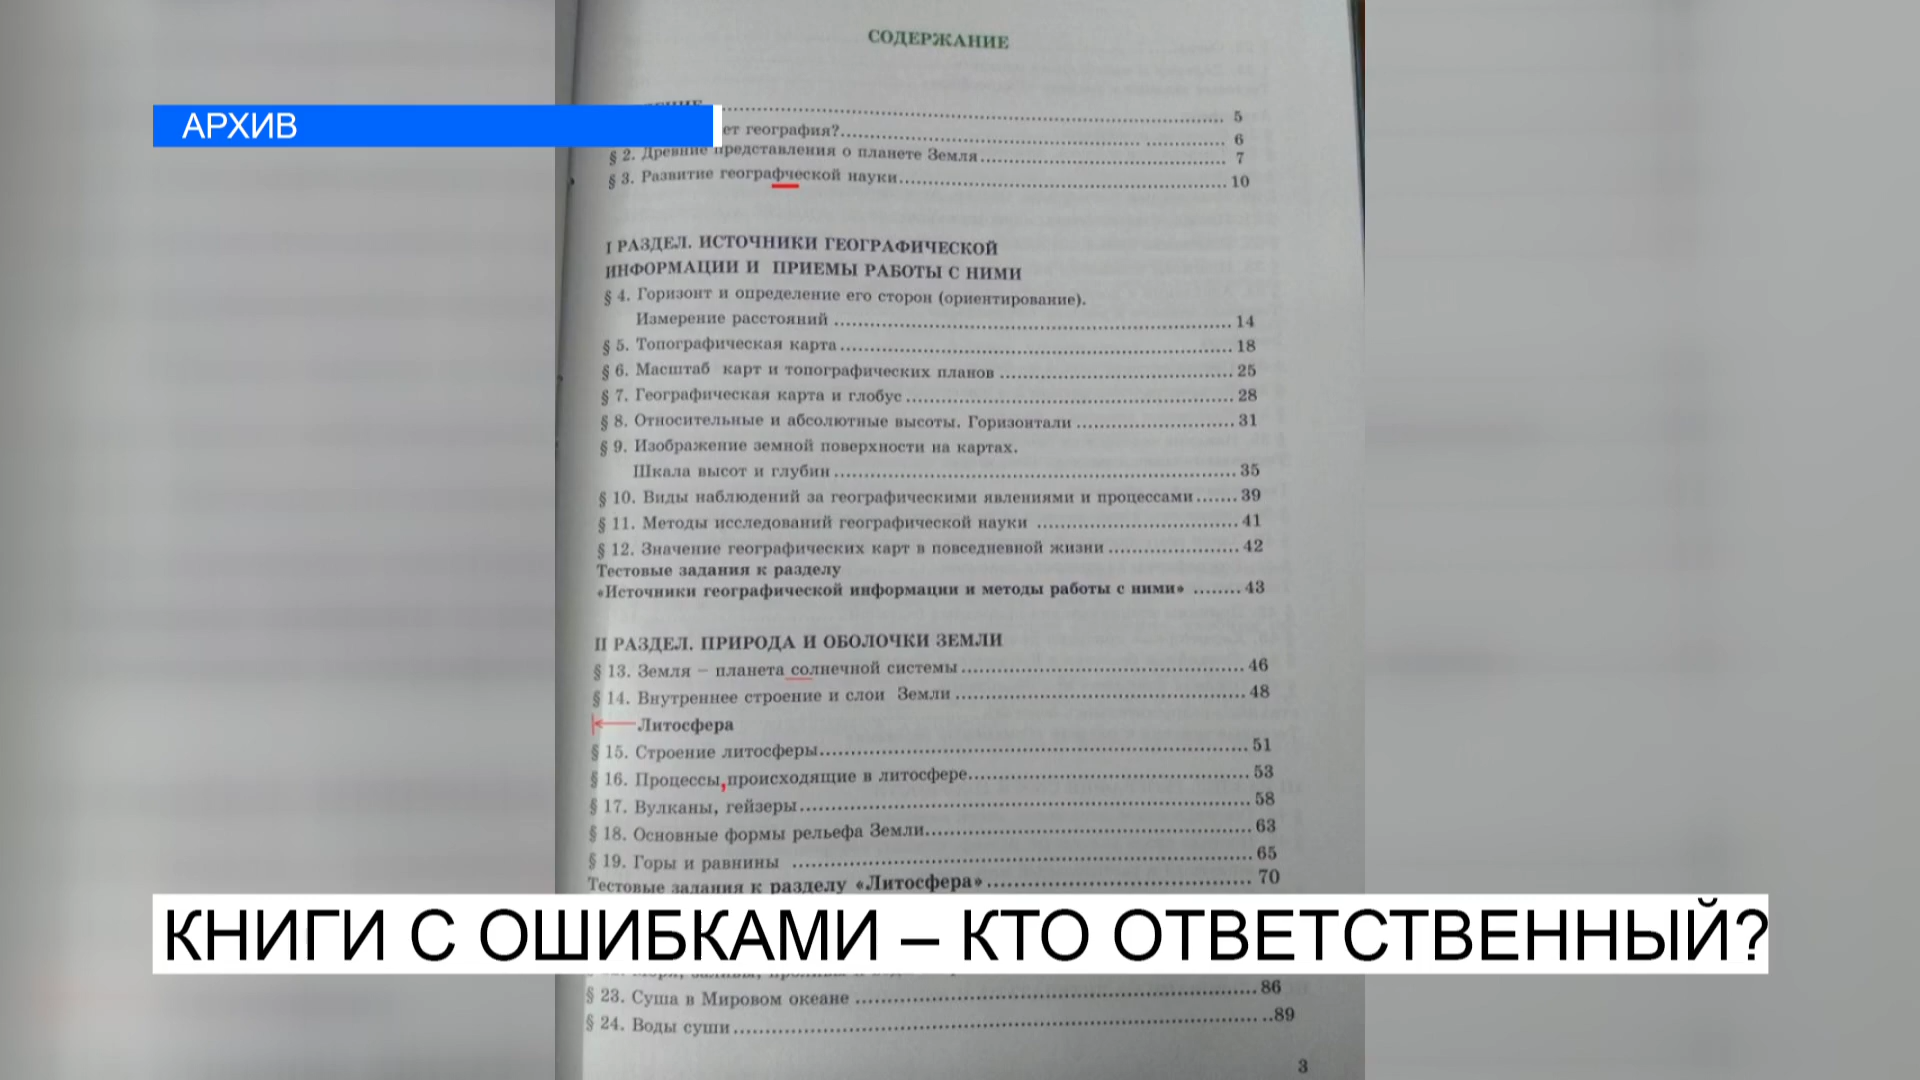 СОДЕРЖАНИЕ
АРХИВ
..... 5
ет география? ..... 6
§ 2. Древние представления о планете Земля ..... 7
§ 3. Развитие географческой науки ..... 10
I РАЗДЕЛ. ИСТОЧНИКИ ГЕОГРАФИЧЕСКОЙ
ИНФОРМАЦИИ И ПРИЕМЫ РАБОТЫ С НИМИ
§ 4. Горизонт и определение его сторон (ориентирование).
Измерение расстояний ..... 14
§ 5. Топографическая карта ..... 18
§ 6. Масштаб карт и топографических планов ..... 25
§ 7. Географическая карта и глобус ..... 28
§ 8. Относительные и абсолютные высоты. Горизонтали ..... 31
§ 9. Изображение земной поверхности на картах.
Шкала высот и глубин ..... 35
§ 10. Виды наблюдений за географическими явлениями и процессами ..... 39
§ 11. Методы исследований географической науки ..... 41
§ 12. Значение географических карт в повседневной жизни ..... 42
Тестовые задания к разделу
«Источники географической информации и методы работы с ними» ..... 43
II РАЗДЕЛ. ПРИРОДА И ОБОЛОЧКИ ЗЕМЛИ
§ 13. Земля – планета солнечной системы ..... 46
§ 14. Внутреннее строение и слои Земли ..... 48
Литосфера
§ 15. Строение литосферы ..... 51
§ 16. Процессы, происходящие в литосфере ..... 53
§ 17. Вулканы, гейзеры ..... 58
§ 18. Основные формы рельефа Земли ..... 63
§ 19. Горы и равнины ..... 65
Тестовые задания к разделу «Литосфера» ..... 70
КНИГИ С ОШИБКАМИ – КТО ОТВЕТСТВЕННЫЙ?
§ 23. Суша в Мировом океане ..... 86
§ 24. Воды суши ..... 89
3